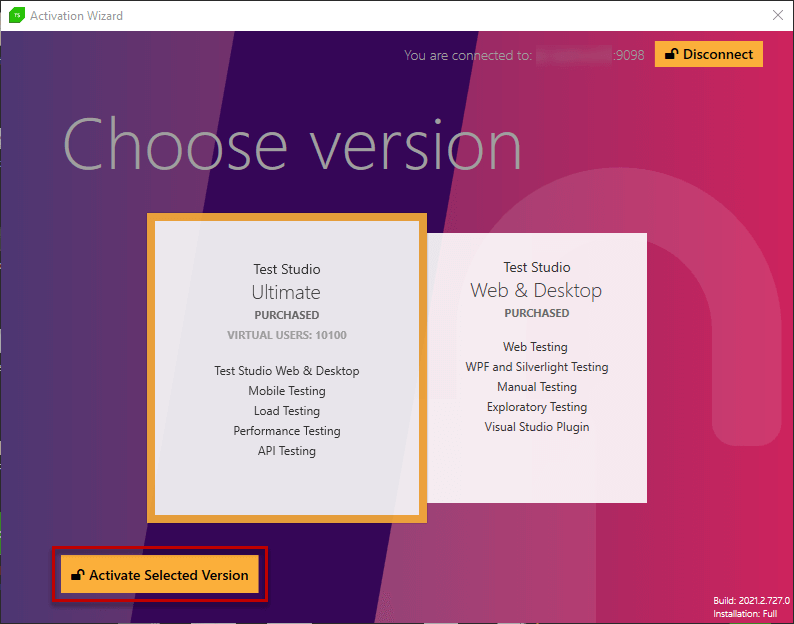 TS Activation Wizard
You are connected to: :9098 Disconnect
Choose version
Test Studio
Ultimate
PURCHASED
VIRTUAL USERS: 10100
Test Studio Web & Desktop
Mobile Testing
Load Testing
Performance Testing
API Testing
Test Studio
Web & Desktop
PURCHASED
Web Testing
WPF and Silverlight Testing
Manual Testing
Exploratory Testing
Visual Studio Plugin
Activate Selected Version
Build: 2021.2.727.0
Installation: Full